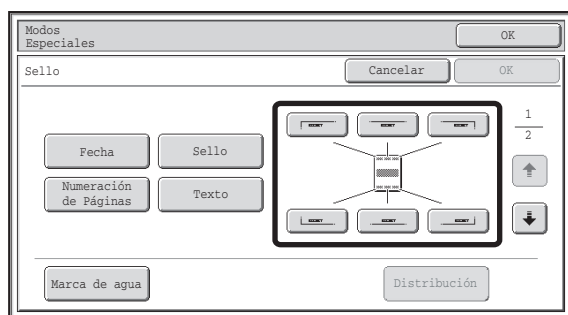 Modos
Especiales
OK
Sello
Cancelar
OK
Fecha
Sello
Numeración
de Páginas
Texto
1
2
Marca de agua
Distribución